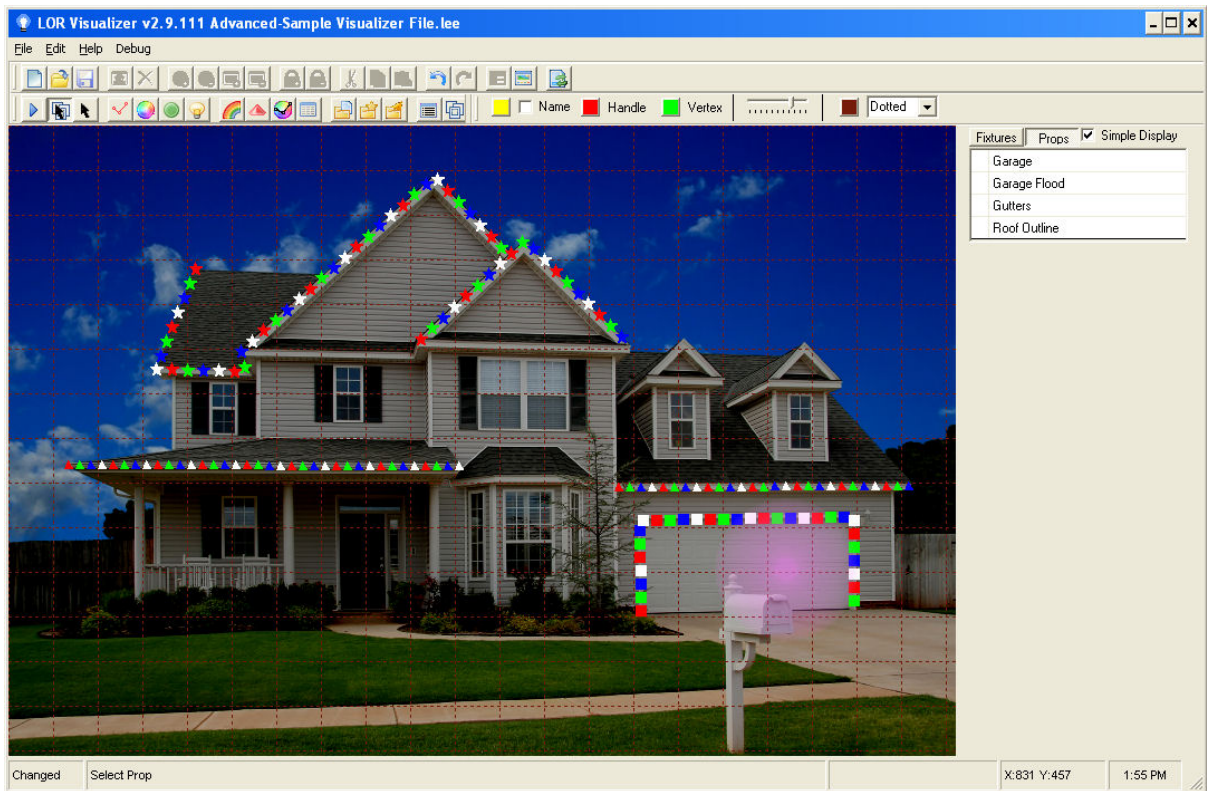 LOR Visualizer v2.9.111 Advanced-Sample Visualizer File.lee
File Edit Help Debug
Name Handle Vertex Dotted
Fixtures Props Simple Display
Garage
Garage Flood
Gutters
Roof Outline
Changed Select Prop X:831 Y:457 1:55 PM